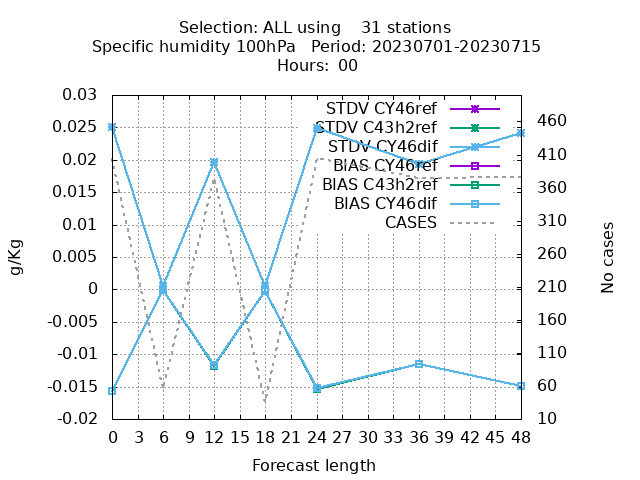 Selection: ALL using    31 stations
Specific humidity 100hPa   Period: 20230701-20230715
Hours:  00
0.03
0.025
0.02
0.015
0.01
0.005
0
-0.005
-0.01
-0.015
-0.02
g/Kg
STDV CY46ref
STDV C43h2ref
STDV CY46dif
BIAS CY46ref
BIAS C43h2ref
BIAS CY46dif
CASES
460
410
360
310
260
210
160
110
60
10
No cases
0 3 6 9 12 15 18 21 24 27 30 33 36 39 42 45 48
Forecast length